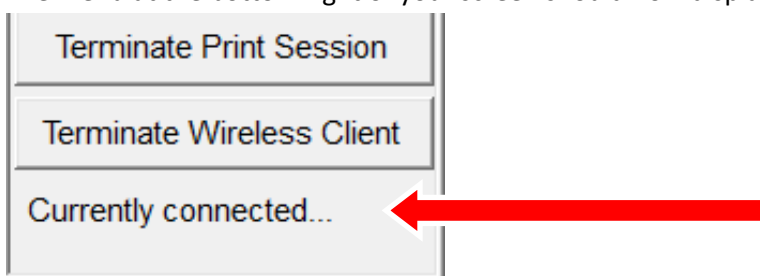 Terminate Print Session
Terminate Wireless Client
Currently connected...